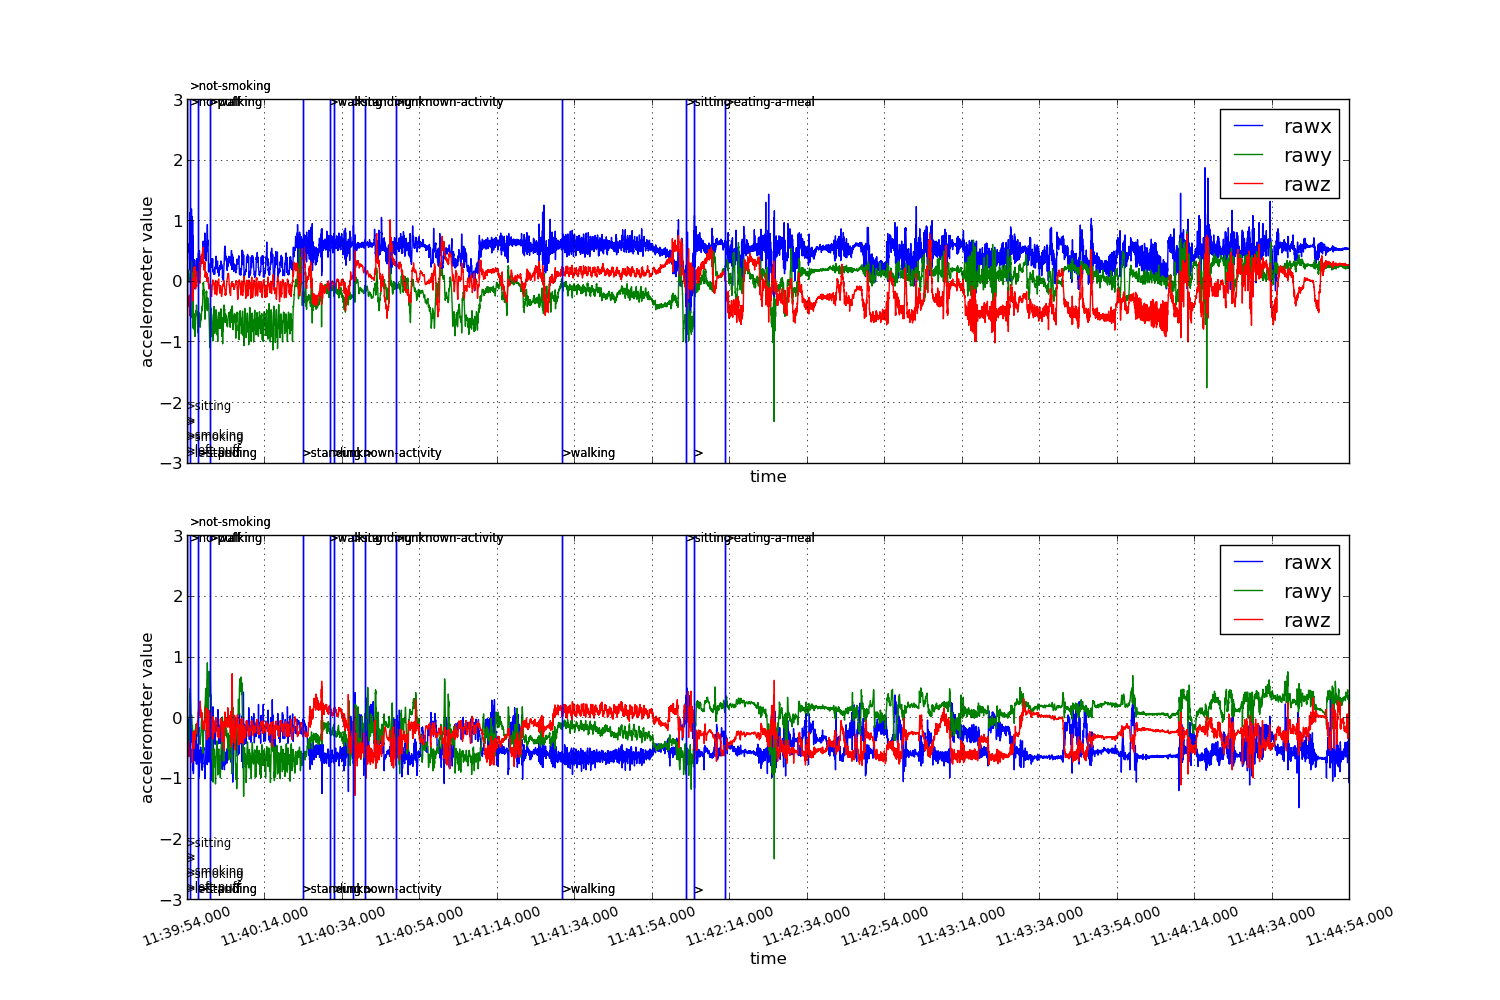 >not-smoking
>walking
>unknown-activity
>sitting
>eating-a-meal
3
2
1
0
−1
−2
−3
accelerometer value
rawx
rawy
rawz
>sitting
>
>smoking
>smoking
>standing
>standing
>unknown-activity
>walking
>
time
>not-smoking
>walking
>unknown-activity
>sitting
>eating-a-meal
3
2
1
0
−1
−2
−3
accelerometer value
rawx
rawy
rawz
>sitting
>
>smoking
>smoking
>standing
>standing
>unknown-activity
>walking
>
11:39:54.000 11:40:14.000 11:40:34.000 11:40:54.000 11:41:14.000 11:41:34.000 11:41:54.000 11:42:14.000 11:42:34.000 11:42:54.000 11:43:14.000 11:43:34.000 11:43:54.000 11:44:14.000 11:44:34.000 11:44:54.000
time